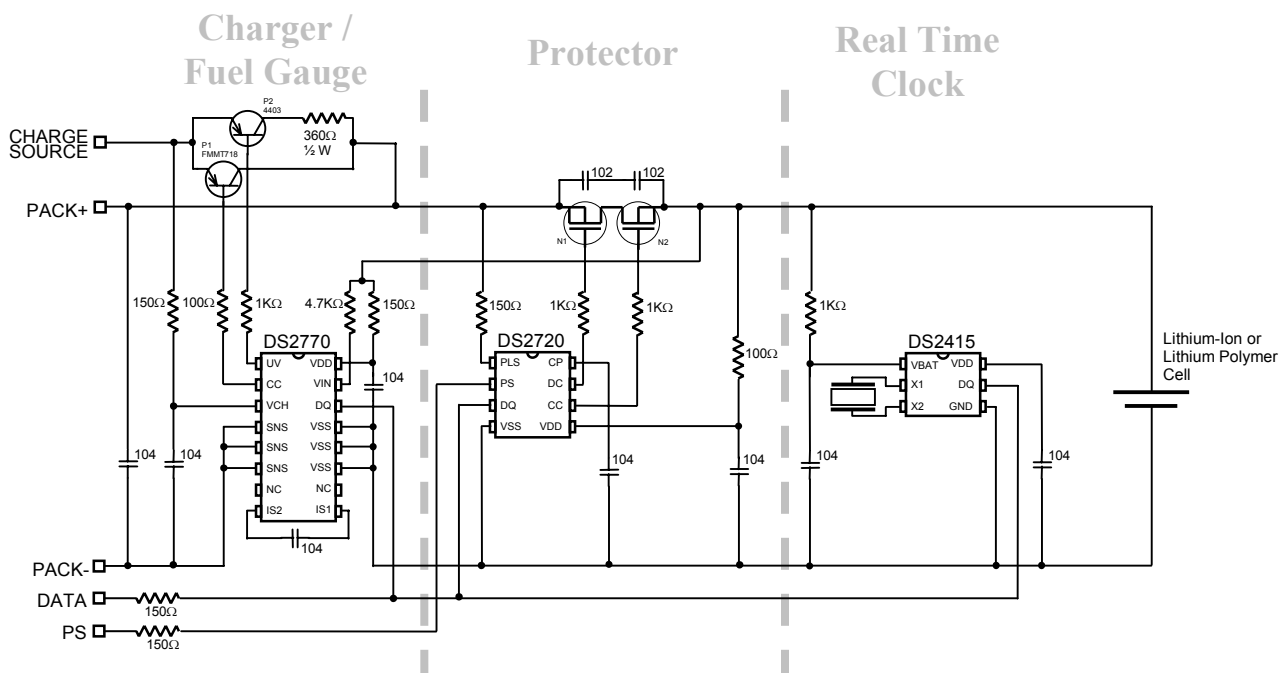 Charger /
Fuel Gauge
Protector
Real Time
Clock
CHARGE
SOURCE
P2
4403
360Ω
½ W
P1
FMMT718
PACK+
102
102
N1
N2
150Ω
100Ω
1KΩ
4.7KΩ
150Ω
150Ω
1KΩ
1KΩ
100Ω
1KΩ
DS2770
UV
CC
VCH
SNS
SNS
SNS
NC
IS2
VDD
VIN
DQ
VSS
VSS
VSS
NC
IS1
104
104
104
104
DS2720
PLS
PS
DQ
VSS
CP
DC
CC
VDD
104
104
DS2415
VBAT
X1
X2
VDD
DQ
GND
104
104
Lithium-Ion or
Lithium Polymer
Cell
PACK-
DATA
150Ω
PS
150Ω